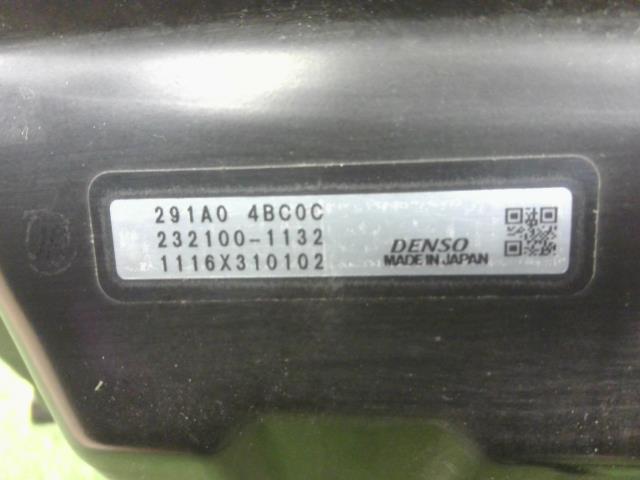 291A0 4BC0C
232100-1132
1116X310102
DENSO
MADE IN JAPAN